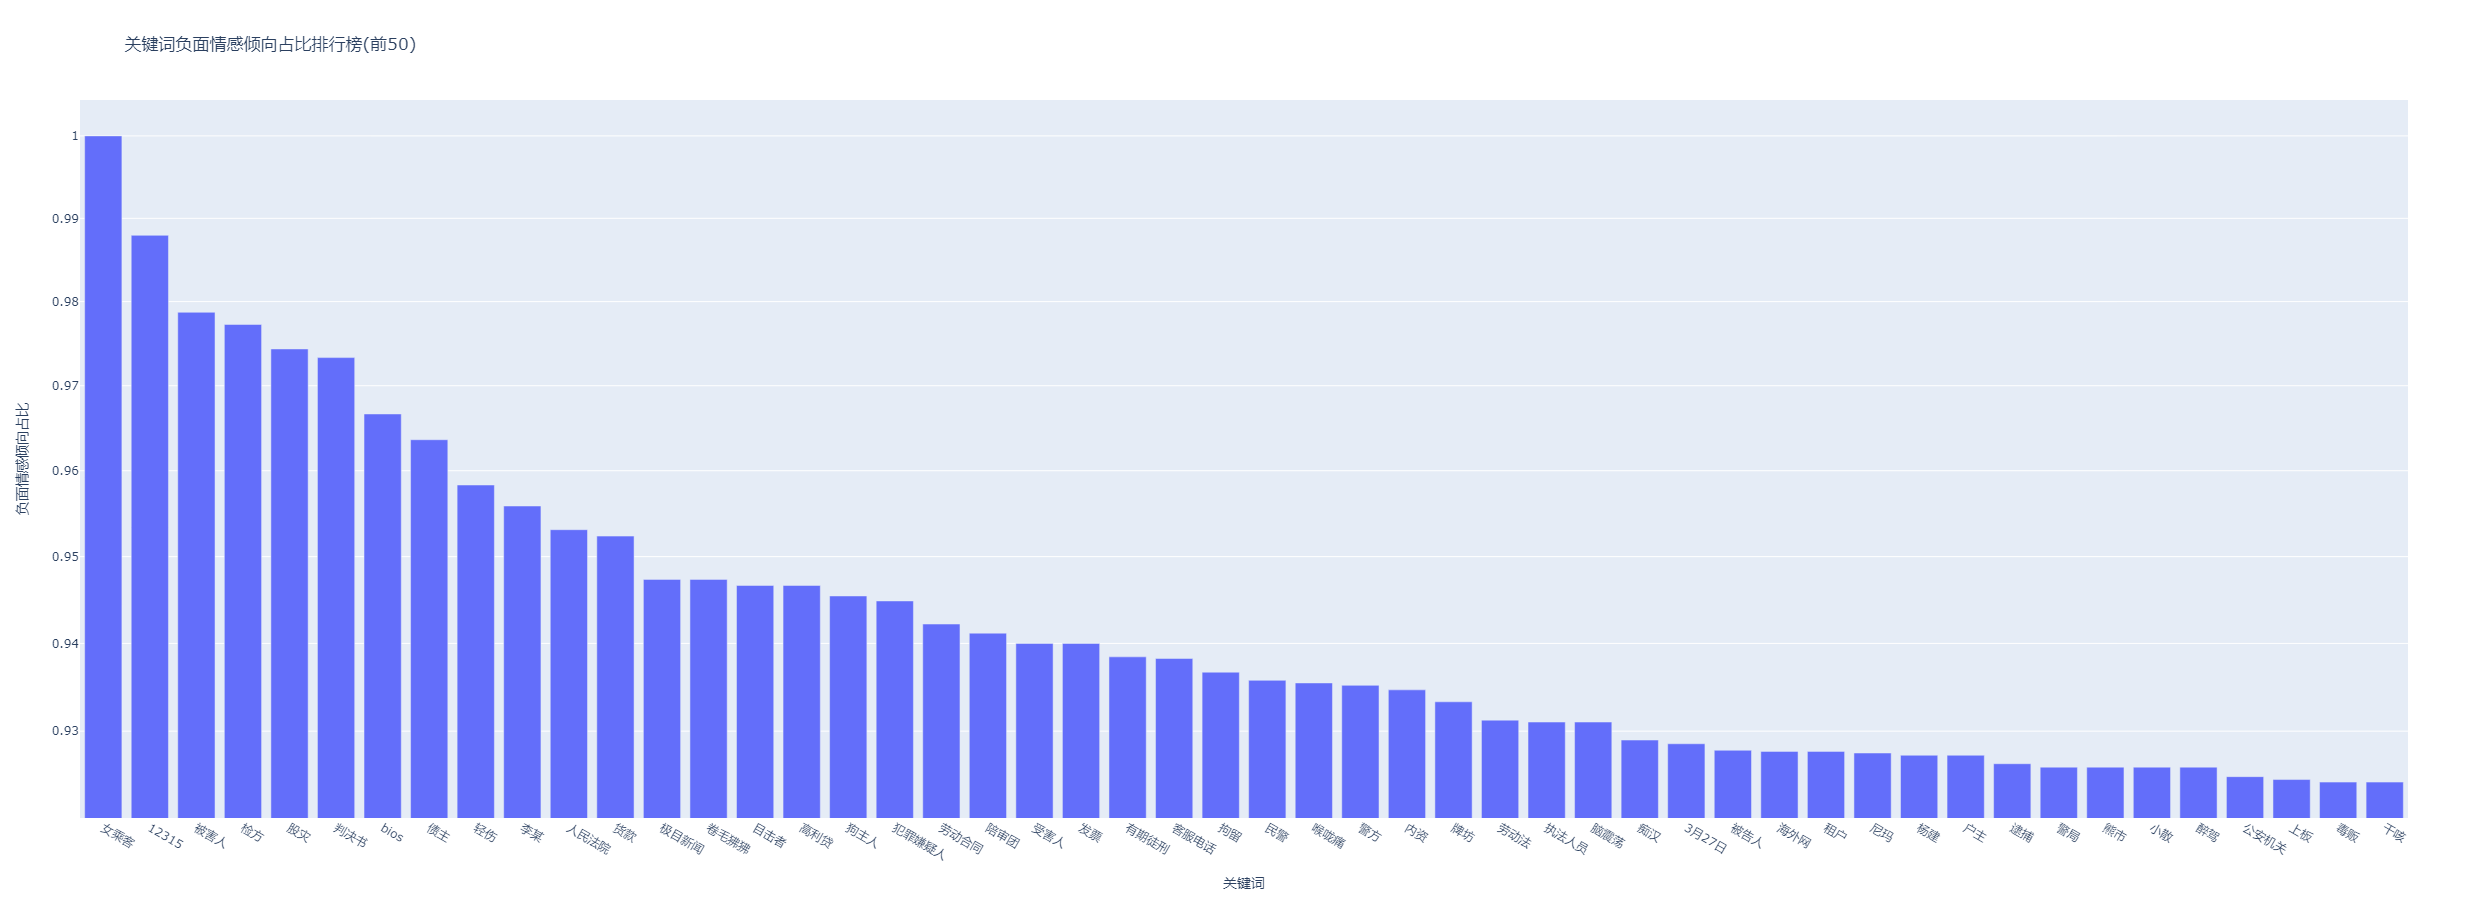 关键词负面情感倾向占比排行榜(前50)
1
0.99
0.98
0.97
0.96
0.95
0.94
0.93
负面情感倾向占比
女乘客
12315
被害人
检方
股灾
判决书
bios
债主
轻伤
李某
人民法院
货款
极目新闻
卷毛狒狒
目击者
高利贷
狗主人
犯罪嫌疑人
劳动合同
陪审团
受害人
发票
有期徒刑
客服电话
拘留
民警
喉咙痛
警方
内资
牌坊
劳动法
执法人员
脑震荡
痴汉
3月27日
被告人
海外网
租户
尼玛
杨建
户主
逮捕
警局
熊市
小散
醉驾
公安机关
上板
毒贩
干咳
关键词